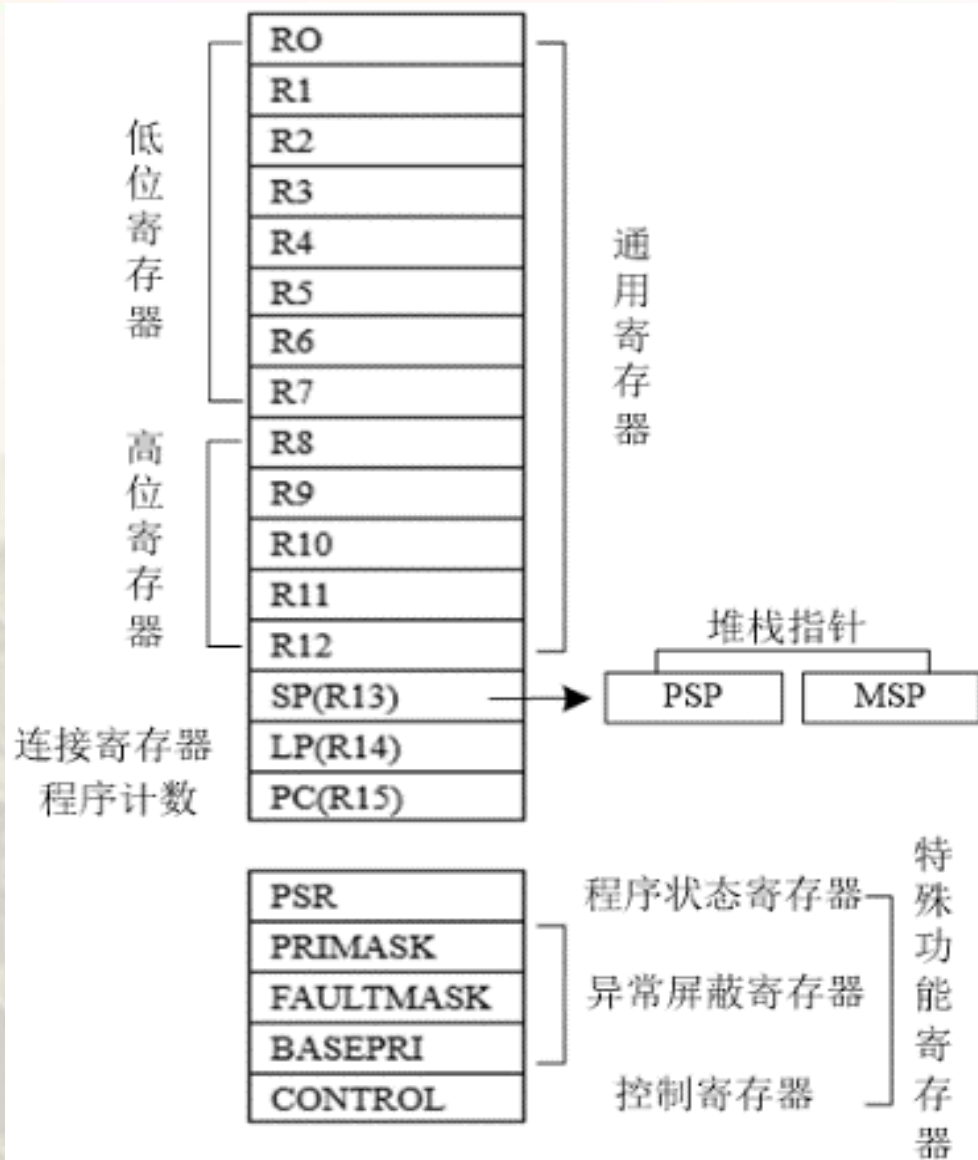 RO
R1
R2
R3
R4
R5
R6
R7
R8
R9
R10
R11
R12
SP(R13)
LP(R14)
PC(R15)
低位寄存器
高位寄存器
通用寄存器
堆栈指针
PSP
MSP
连接寄存器
程序计数
PSR
PRIMASK
FAULTMASK
BASEPRI
CONTROL
程序状态寄存器
异常屏蔽寄存器
控制寄存器
特殊功能寄存器